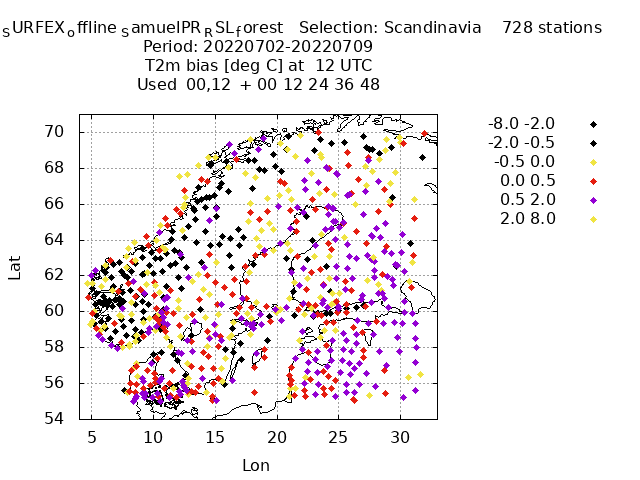 SURFEXoffline SamuelPRRSLforest Selection: Scandinavia 728 stations
Period: 20220702-20220709
T2m bias [deg C] at 12 UTC
Used 00,12 + 00 12 24 36 48
-8.0 -2.0
-2.0 -0.5
-0.5 0.0
0.0 0.5
0.5 2.0
2.0 8.0
70
68
66
64
62
60
58
56
54
Lat
5 10 15 20 25 30
Lon